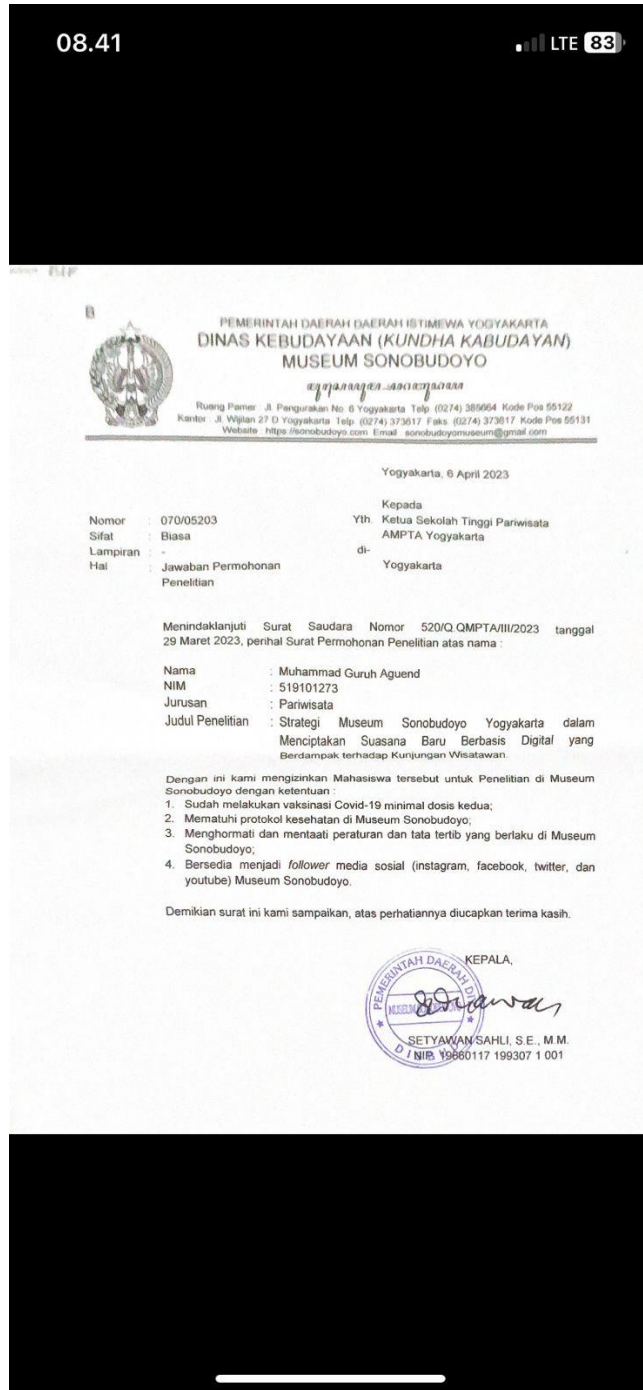 08.41
LTE 83
B
PEMERINTAH DAERAH DAERAH ISTIMEWA YOGYAKARTA
DINAS KEBUDAYAAN (KUNDHA KABUDAYAN)
MUSEUM SONOBUDOYO
Ruang Pamer : Jl. Pangurakan No. 6 Yogyakarta Telp. (0274) 385664 Kode Pos 55122
Kantor : Jl. Wijilan 27 D Yogyakarta Telp. (0274) 373617 Faks. (0274) 373617 Kode Pos 55131
Website : https://sonobudoyo.com Email : sonobudoyomuseum@gmail.com
Yogyakarta, 6 April 2023
Kepada
Nomor : 070/05203 Yth. Ketua Sekolah Tinggi Pariwisata
Sifat : Biasa AMPTA Yogyakarta
Lampiran : - di-
Hal : Jawaban Permohonan Yogyakarta
Penelitian
Menindaklanjuti Surat Saudara Nomor 520/Q.QMPTA/III/2023 tanggal
29 Maret 2023, perihal Surat Permohonan Penelitian atas nama :
Nama : Muhammad Guruh Aguend
NIM : 519101273
Jurusan : Pariwisata
Judul Penelitian : Strategi Museum Sonobudoyo Yogyakarta dalam
Menciptakan Suasana Baru Berbasis Digital yang
Berdampak terhadap Kunjungan Wisatawan.
Dengan ini kami mengizinkan Mahasiswa tersebut untuk Penelitian di Museum
Sonobudoyo dengan ketentuan :
1. Sudah melakukan vaksinasi Covid-19 minimal dosis kedua;
2. Mematuhi protokol kesehatan di Museum Sonobudoyo;
3. Menghormati dan mentaati peraturan dan tata tertib yang berlaku di Museum
Sonobudoyo;
4. Bersedia menjadi follower media sosial (instagram, facebook, twitter, dan
youtube) Museum Sonobudoyo.
Demikian surat ini kami sampaikan, atas perhatiannya diucapkan terima kasih.
KEPALA,
PEMERINTAH DAERAH DIY
MUSEUM
DINBUD
SETYAWAN SAHLI, S.E., M.M.
NIP. 19660117 199307 1 001